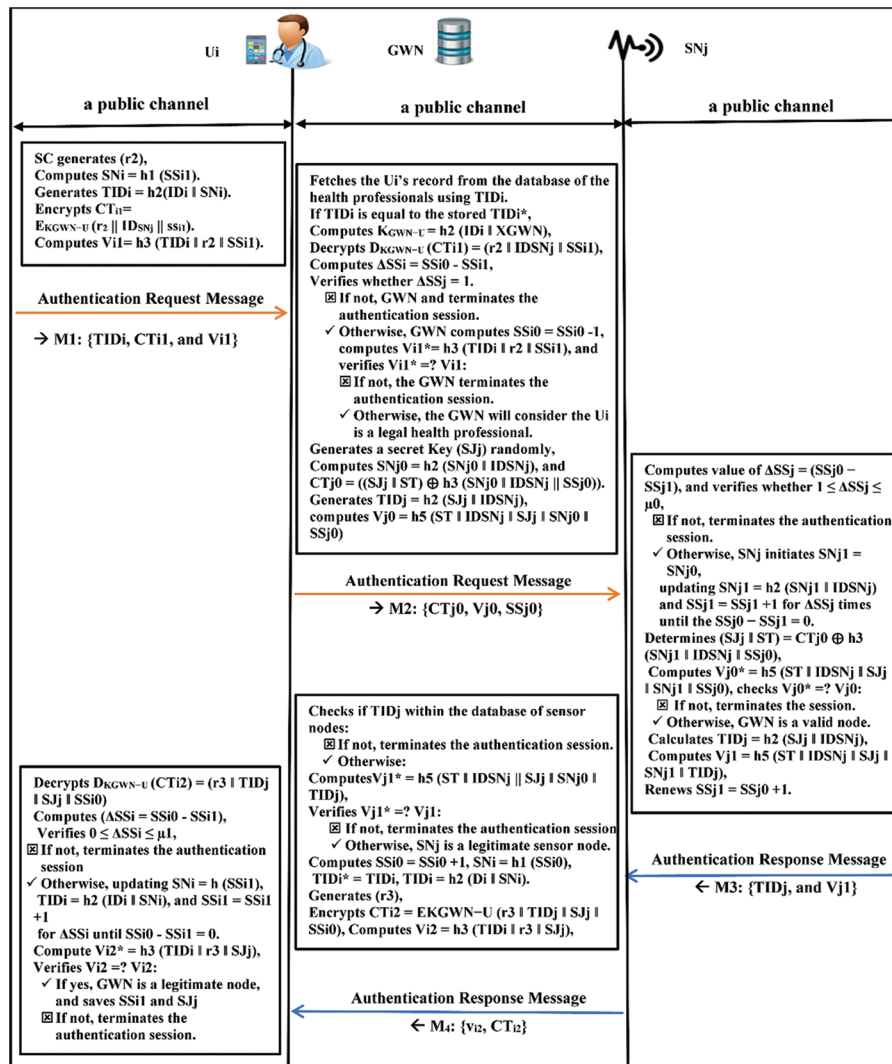 Ui
GWN
SNj
a public channel
a public channel
a public channel
SC generates (r2),
Computes SNi = h1 (SSi1).
Generates TIDi = h2(IDi ‖ SNi).
Encrypts CTi1=
EKGWN−U (r2 || IDSNj || ssi1).
Computes Vi1= h3 (TIDi ‖ r2 ‖ SSi1).
Authentication Request Message
→ M1: {TIDi, CTi1, and Vi1}
Fetches the Ui's record from the database of the
health professionals using TIDi.
If TIDi is equal to the stored TIDi*,
Computes KGWN−U = h2 (IDi ‖ XGWN),
Decrypts DKGWN−U (CTi1) = (r2 ‖ IDSNj ‖ SSi1),
Computes ΔSSi = SSi0 - SSi1,
Verifies whether ΔSSj = 1.
☒ If not, GWN and terminates the
authentication session.
✓ Otherwise, GWN computes SSi0 = SSi0 -1,
computes Vi1*= h3 (TIDi ‖ r2 ‖ SSi1), and
verifies Vi1* =? Vi1:
☒ If not, the GWN terminates the
authentication session.
✓ Otherwise, the GWN will consider the Ui
is a legal health professional.
Generates a secret Key (SJj) randomly,
Computes SNj0 = h2 (SNj0 ‖ IDSNj), and
CTj0 = ((SJj ‖ ST) ⊕ h3 (SNj0 ‖ IDSNj || SSj0)).
Generates TIDj = h2 (SJj ‖ IDSNj),
computes Vj0 = h5 (ST ‖ IDSNj ‖ SJj ‖ SNj0 ‖
SSj0)
Authentication Request Message
→ M2: {CTj0, Vj0, SSj0}
Computes value of ΔSSj = (SSj0 −
SSj1), and verifies whether 1 ≤ ΔSSj ≤
μ0,
☒ If not, terminates the authentication
session.
✓ Otherwise, SNj initiates SNj1 =
SNj0,
updating SNj1 = h2 (SNj1 ‖ IDSNj)
and SSj1 = SSj1 +1 for ΔSSj times
until the SSj0 − SSj1 = 0.
Determines (SJj ‖ ST) = CTj0 ⊕ h3
(SNj1 ‖ IDSNj ‖ SSj0),
Computes Vj0* = h5 (ST ‖ IDSNj ‖ SJj
‖ SNj1 ‖ SSj0), checks Vj0* =? Vj0:
☒ If not, terminates the session.
✓ Otherwise, GWN is a valid node.
Calculates TIDj = h2 (SJj ‖ IDSNj),
Computes Vj1 = h5 (ST ‖ IDSNj ‖ SJj ‖
SNj1 ‖ TIDj),
Renews SSj1 = SSj0 +1.
Authentication Response Message
← M3: {TIDj, and Vj1}
Checks if TIDj within the database of sensor
nodes:
☒ If not, terminates the authentication session.
✓ Otherwise:
ComputesVj1* = h5 (ST ‖ IDSNj || SJj ‖ SNj0 ‖
TIDj),
Verifies Vj1* =? Vj1:
☒ If not, terminates the authentication session
✓ Otherwise, SNj is a legitimate sensor node.
Computes SSi0 = SSi0 +1, SNi = h1 (SSi0),
TIDi* = TIDi, TIDi = h2 (Di ‖ SNi).
Generates (r3),
Encrypts CTi2 = EKGWN−U (r3 ‖ TIDj ‖ SJj ‖
SSi0), Computes Vi2 = h3 (TIDi ‖ r3 ‖ SJj),
Authentication Response Message
← M4: {vi2, CTi2}
Decrypts DKGWN−U (CTi2) = (r3 ‖ TIDj
‖ SJj ‖ SSi0)
Computes (ΔSSi = SSi0 - SSi1),
Verifies 0 ≤ ΔSSi ≤ μ1,
☒ If not, terminates the authentication
session
✓ Otherwise, updating SNi = h (SSi1),
TIDi = h2 (IDi ‖ SNi), and SSi1 = SSi1
+1
for ΔSSi until SSi0 - SSi1 = 0.
Compute Vi2* = h3 (TIDi ‖ r3 ‖ SJj),
Verifies Vi2 =? Vi2:
✓ If yes, GWN is a legitimate node,
and saves SSi1 and SJj
☒ If not, terminates the
authentication session.